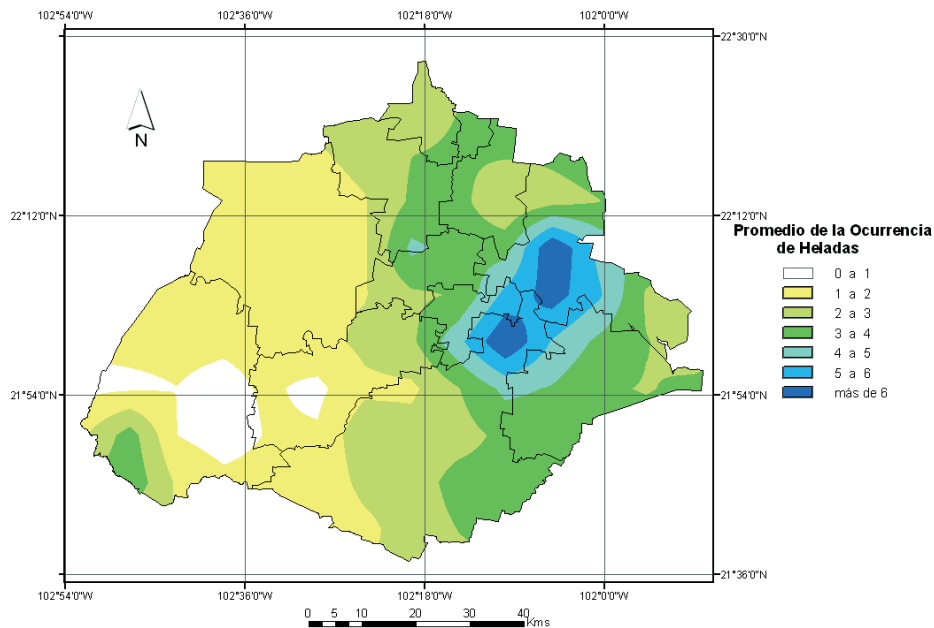 102°54'0"W 102°36'0"W 102°18'0"W 102°0'0"W
22°30'0"N
N
22°12'0"N 22°12'0"N
Promedio de la Ocurrencia
de Heladas
0 a 1
1 a 2
2 a 3
3 a 4
4 a 5
5 a 6
más de 6
21°54'0"N 21°54'0"N
21°36'0"N
102°54'0"W 102°36'0"W 102°18'0"W 102°0'0"W
0 5 10 20 30 40
Kms